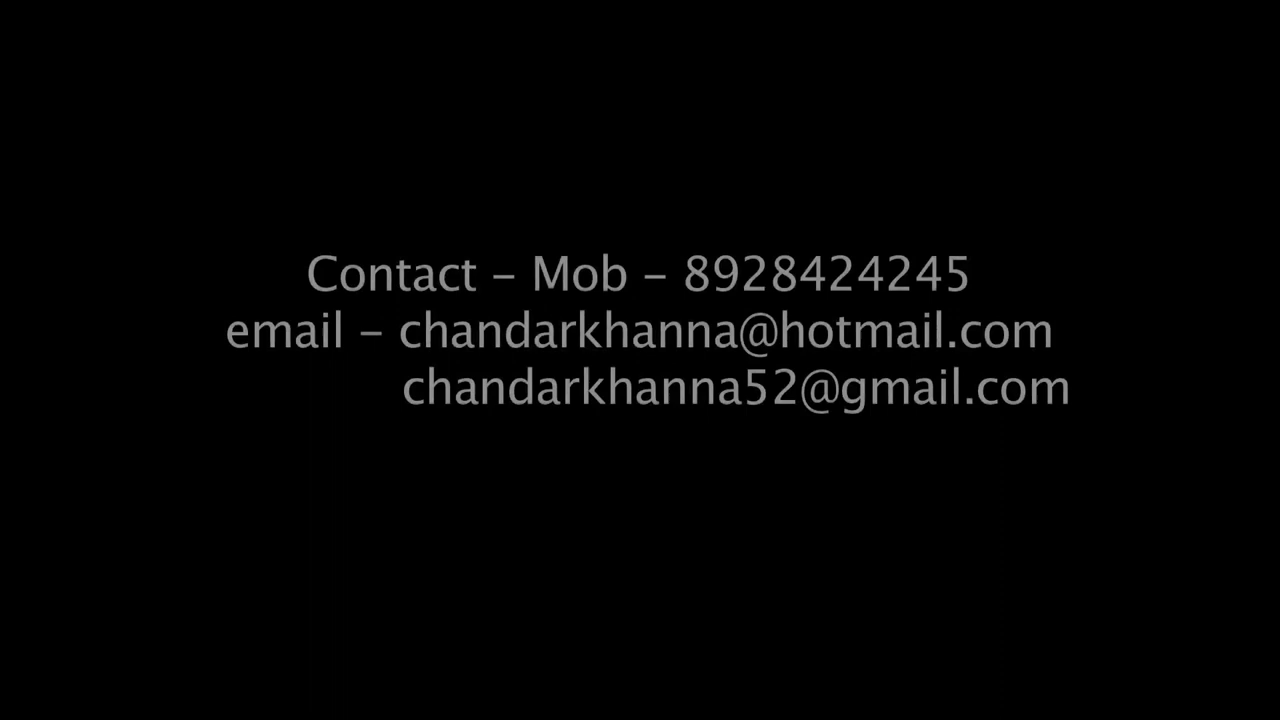 Contact – Mob – 8928424245
email – chandarkhanna@hotmail.com
chandarkhanna52@gmail.com